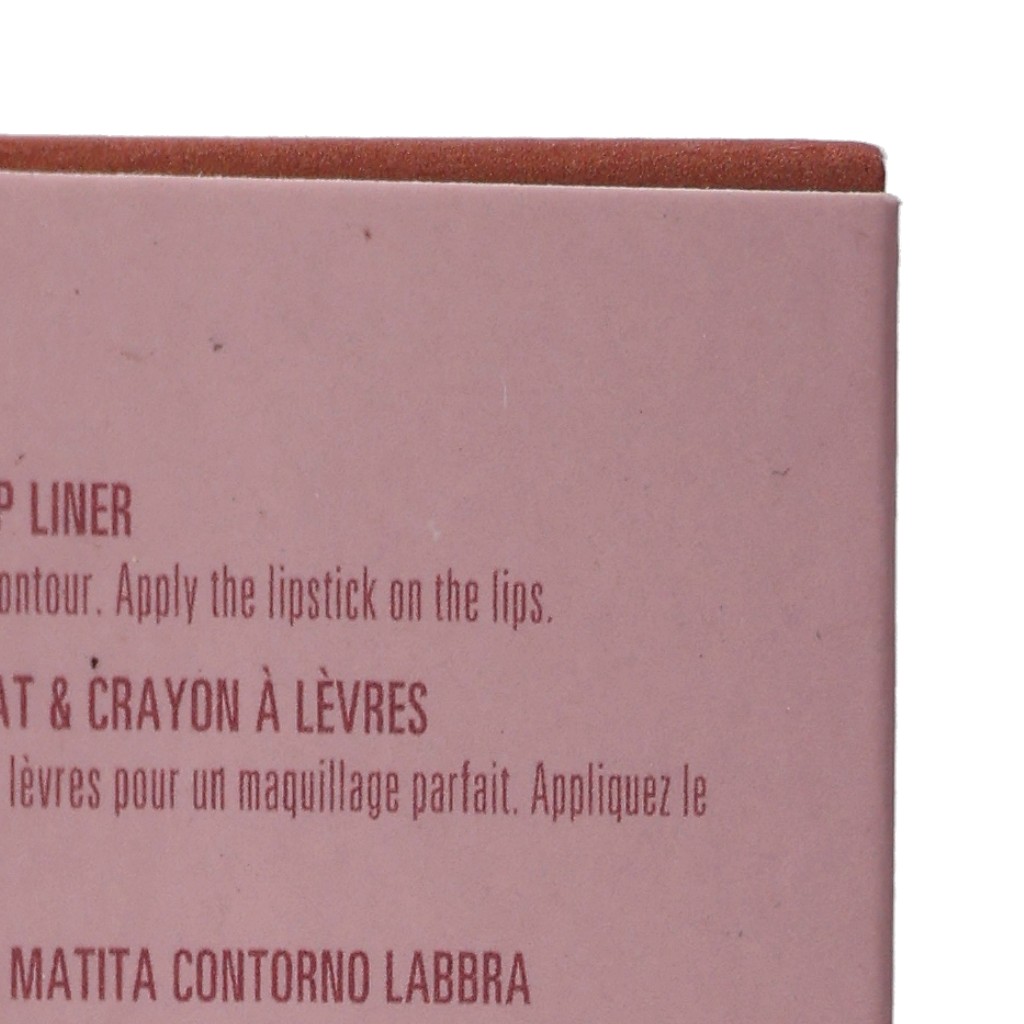 P LINER
ontour. Apply the lipstick on the lips.
AT & CRAYON À LÈVRES
lèvres pour un maquillage parfait. Appliquez le
MATITA CONTORNO LABBRA